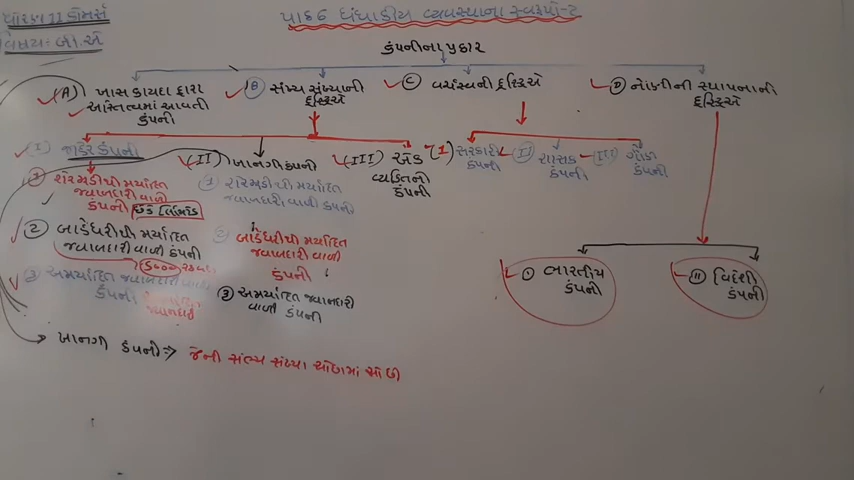 ધોરણ 11 કોમર્સ
વિષય:- બી.એ
પાઠ 6 ધંધાકીય વ્યવસ્થાના સ્વરૂપો-2
કંપનીના પ્રકાર
(A) ખાસ કાયદા દ્વારા
અસ્તિત્વમાં આવતી
કંપની
(B) સભ્ય સંખ્યાની
દ્રષ્ટિએ
(C) વર્ચસ્વની દ્રષ્ટિએ
(D) નોંધણીની સ્થાપનાની
દ્રષ્ટિએ
(I) જાહેર કંપની
(1) શેરમૂડીથી મર્યાદિત
જવાબદારી વાળી
કંપની
(2) બાંહેધરીથી મર્યાદિત
જવાબદારી વાળી કંપની
(3) અમર્યાદિત જવાબદારી વાળી
કંપની
(II) ખાનગી કંપની
(1) શેરમૂડીથી મર્યાદિત
જવાબદારી વાળી કંપની
(2) બાંહેધરીથી મર્યાદિત
જવાબદારી વાળી
કંપની
(3) અમર્યાદિત જવાબદારી
વાળી કંપની
(III) એક
વ્યક્તિની
કંપની
(I) સરકારી
કંપની
(II) શાસક
કંપની
(III) ગૌણ
કંપની
(I) ભારતીય
કંપની
(II) વિદેશી
કંપની
ખાનગી કંપની ⇒ જેની સભ્ય સંખ્યા ઓછામાં ઓછી